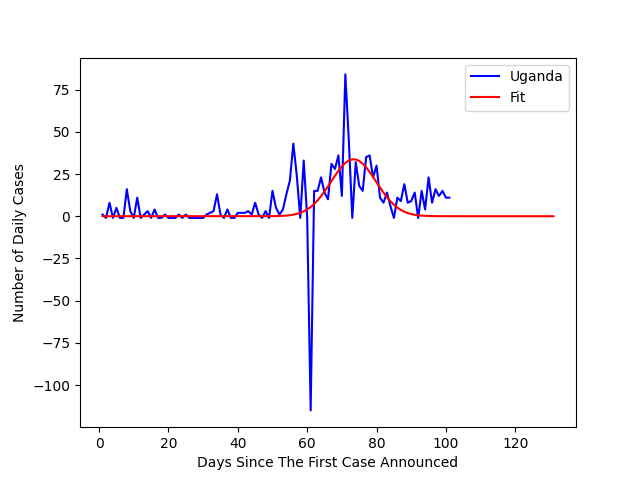 Uganda
Fit
75
50
25
0
−25
−50
−75
−100
Number of Daily Cases
0 20 40 60 80 100 120
Days Since The First Case Announced